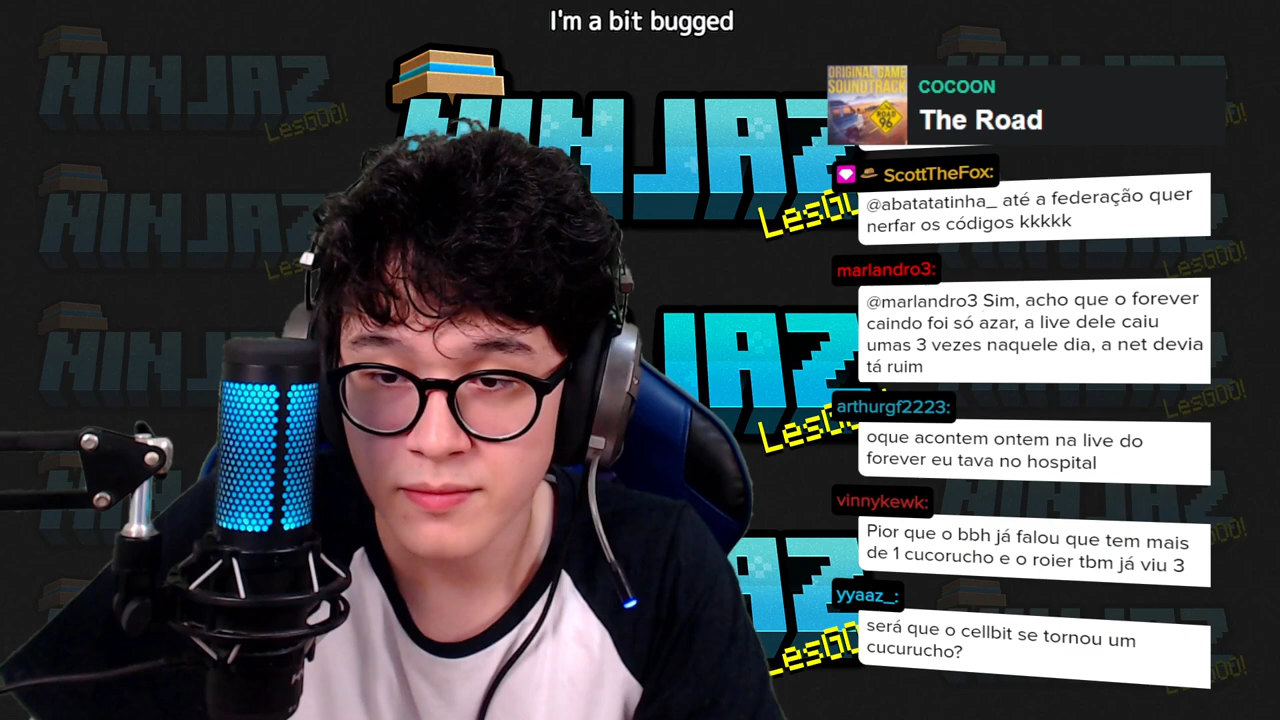 I'm a bit bugged
NINJAZ
LesGOO!
NINJAZ
LesGOO!
NINJAZ
ORIGINAL GAME
SOUNDTRACK
ROAD
96
COCOON
The Road
ScottTheFox:
@abatatatinha_ até a federação quer
nerfar os códigos kkkkk
marlandro3:
@marlandro3 Sim, acho que o forever
caindo foi só azar, a live dele caiu
umas 3 vezes naquele dia, a net devia
tá ruim
arthurgf2223:
oque acontem ontem na live do
forever eu tava no hospital
vinnykewk:
Pior que o bbh já falou que tem mais
de 1 cucorucho e o roier tbm já viu 3
yyaaz_:
será que o cellbit se tornou um
cucurucho?